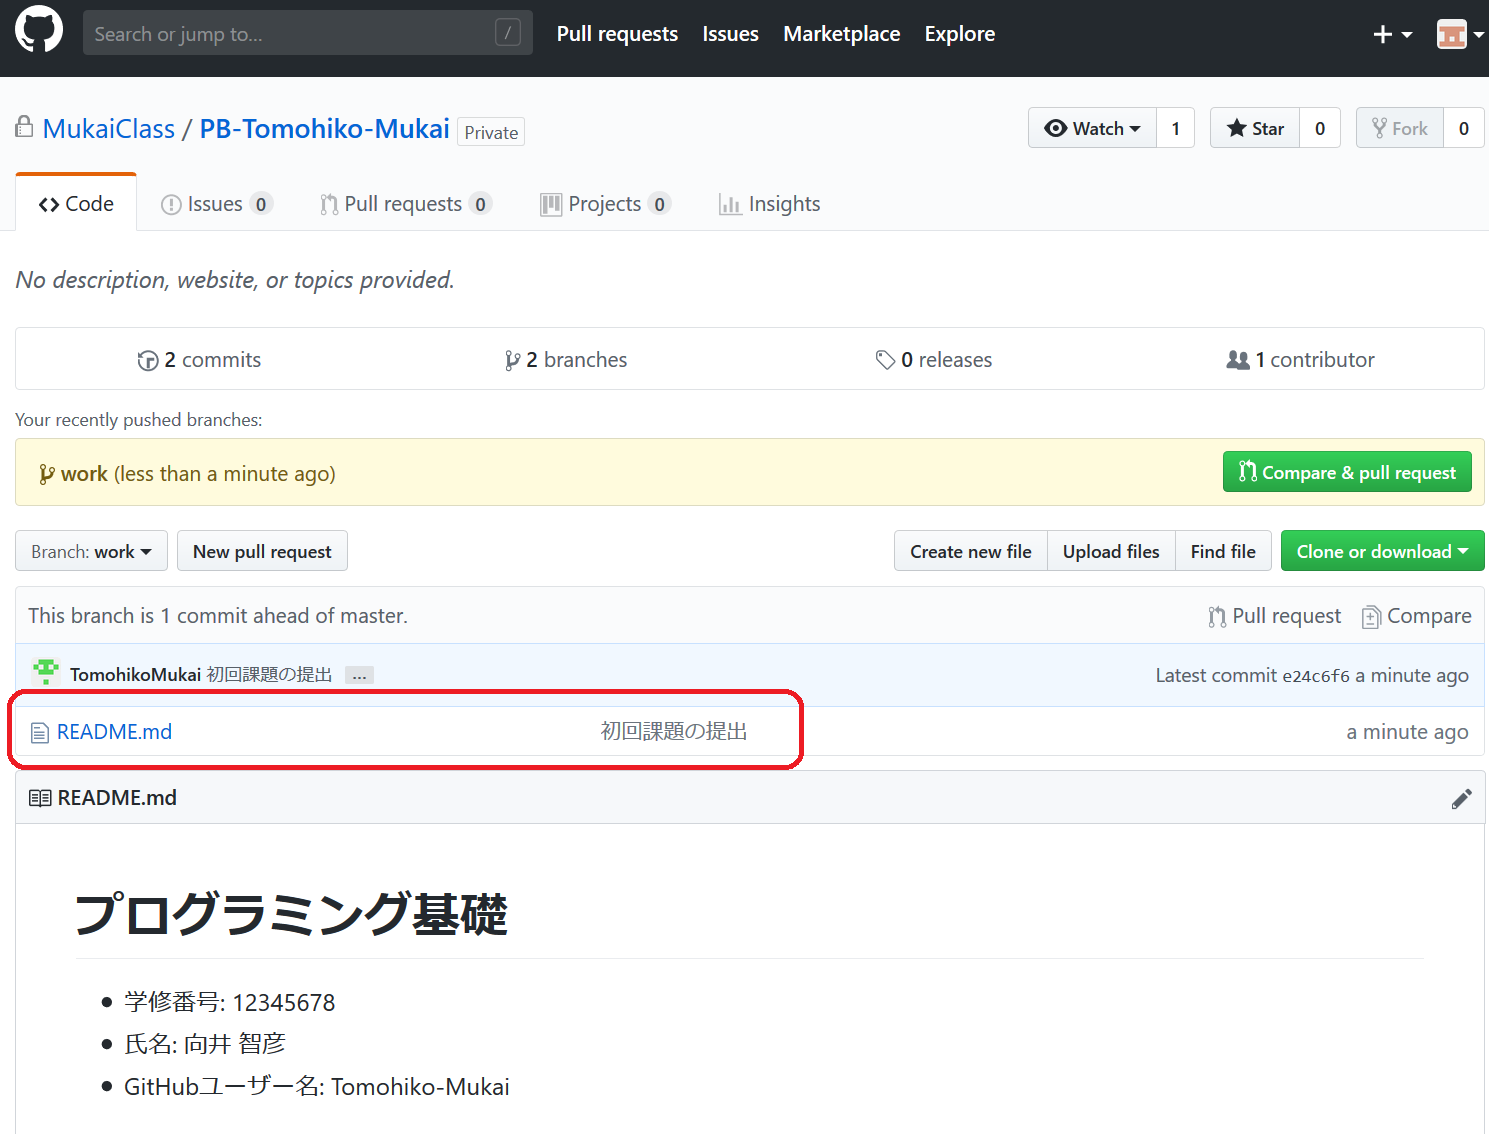 Search or jump to... / Pull requests Issues Marketplace Explore
MukaiClass / PB-Tomohiko-Mukai Private Watch 1 Star 0 Fork 0
Code Issues 0 Pull requests 0 Projects 0 Insights
No description, website, or topics provided.
2 commits 2 branches 0 releases 1 contributor
Your recently pushed branches:
work (less than a minute ago) Compare & pull request
Branch: work New pull request Create new file Upload files Find file Clone or download
This branch is 1 commit ahead of master. Pull request Compare
TomohikoMukai 初回課題の提出 ... Latest commit e24c6f6 a minute ago
README.md 初回課題の提出 a minute ago
README.md
プログラミング基礎
学修番号: 12345678
氏名: 向井 智彦
GitHubユーザー名: Tomohiko-Mukai